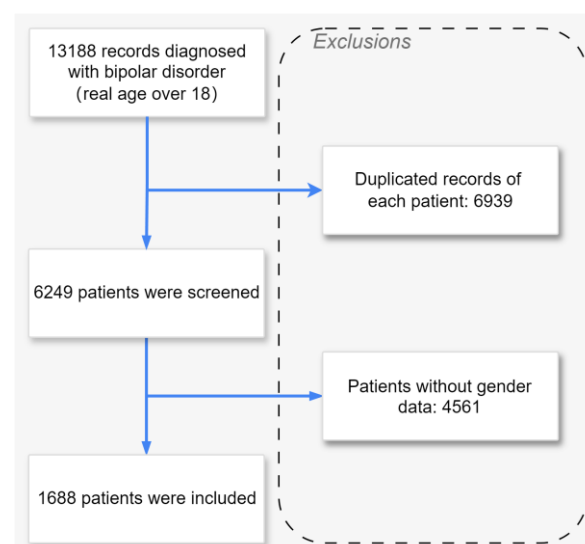 13188 records diagnosed
with bipolar disorder
(real age over 18)
Exclusions
Duplicated records of
each patient: 6939
6249 patients were screened
Patients without gender
data: 4561
1688 patients were included